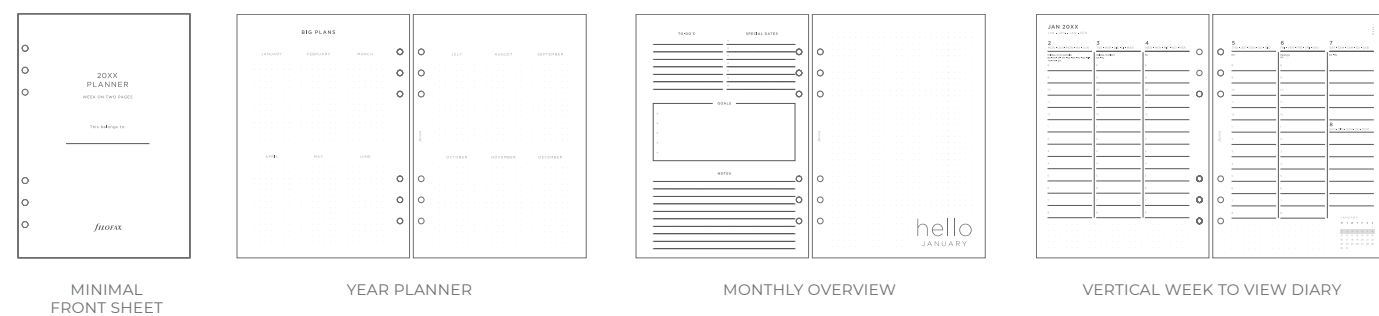 20XX
PLANNER
WEEK ON TWO PAGES
This belongs to:
filofax
MINIMAL
FRONT SHEET
BIG PLANS
JANUARY FEBRUARY MARCH
APRIL MAY JUNE
JULY AUGUST SEPTEMBER
OCTOBER NOVEMBER DECEMBER
YEAR PLANNER
TO DO'S SPECIAL DATES
GOALS
NOTES
hello
JANUARY
MONTHLY OVERVIEW
JAN 20XX
2 3 4
5 6 7
8
JANUARY
VERTICAL WEEK TO VIEW DIARY